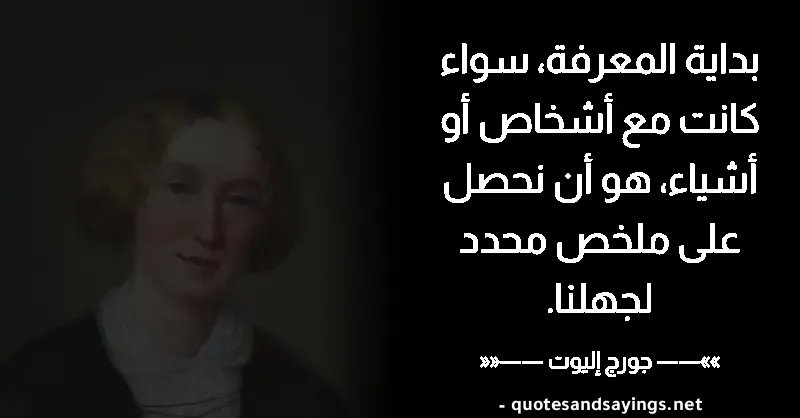 بداية المعرفة، سواء
كانت مع أشخاص أو
أشياء، هو أن نحصل
على ملخص محدد
لجهلنا.
»»—— جورج إليوت ——««
- quotesandsayings.net